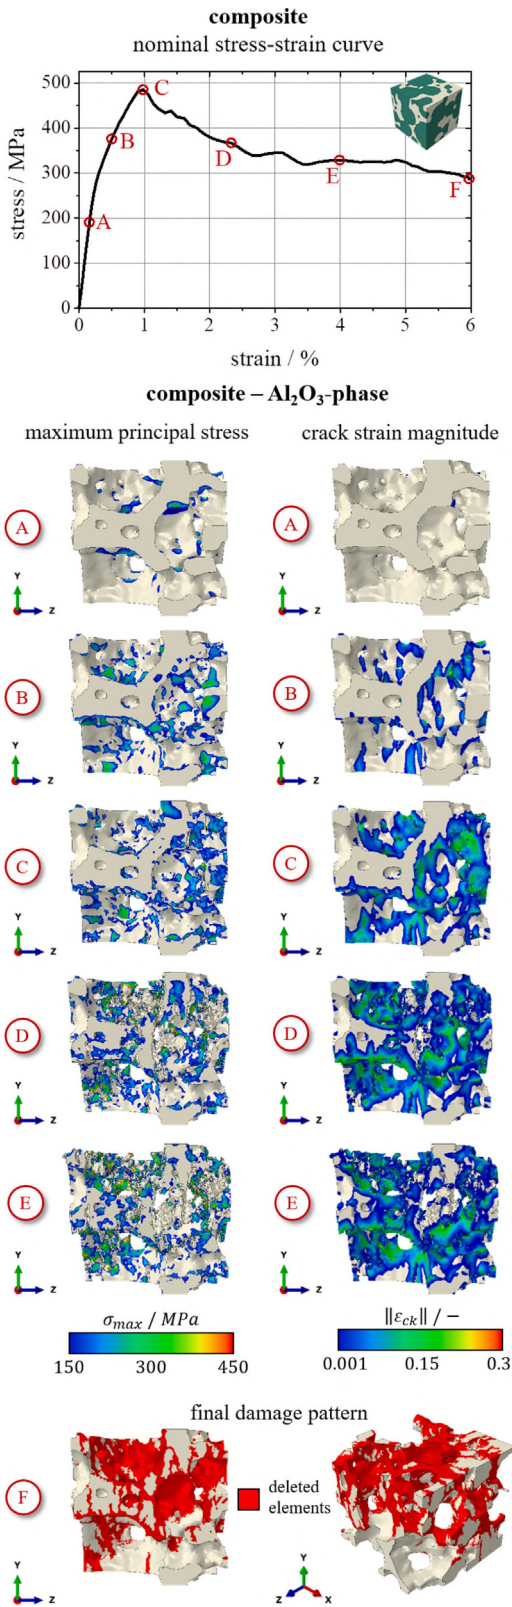 composite
nominal stress-strain curve
500
400
300
200
100
0
stress / MPa
A
B
C
D
E
F
0
1
2
3
4
5
6
strain / %
composite – Al₂O₃-phase
maximum principal stress
crack strain magnitude
A
Y
Z
A
Y
Z
B
Y
Z
B
Y
Z
C
Y
Z
C
Y
Z
D
Y
Z
D
Y
Z
E
Y
Z
E
Y
Z
σmax / MPa
150
300
450
‖εck‖ / −
0.001
0.15
0.3
final damage pattern
F
Y
Z
deleted
elements
Y
Z
X